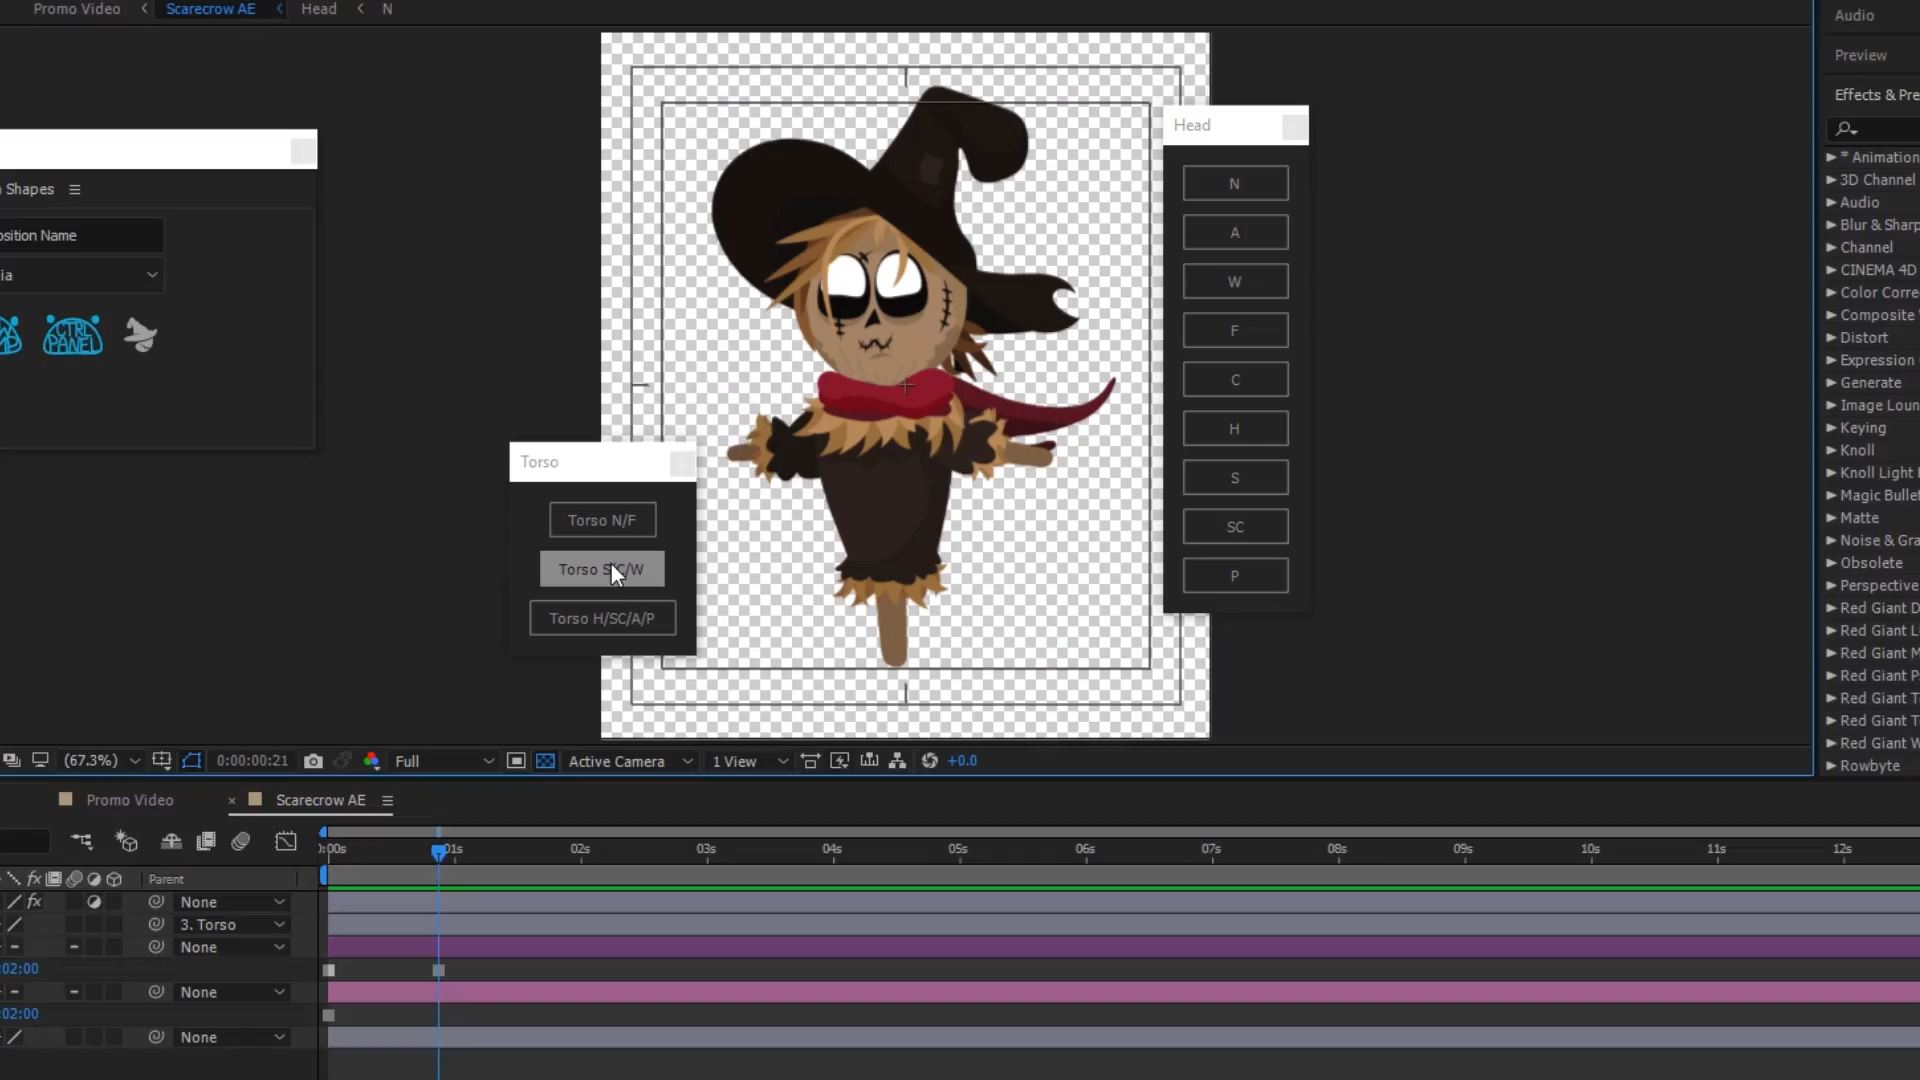 Promo Video
Scarecrow AE
Head
N
Shapes
osition Name
ia
CTRL
PANEL
Torso
Torso N/F
Torso S/C/W
Torso H/SC/A/P
Head
N
A
W
F
C
H
S
SC
P
Audio
Preview
Effects & Pre
* Animation
3D Channel
Audio
Blur & Sharp
Channel
CINEMA 4D
Color Corre
Composite
Distort
Expression
Generate
Image Loun
Keying
Knoll
Knoll Light
Magic Bullet
Matte
Noise & Gra
Obsolete
Perspective
Red Giant D
Red Giant L
Red Giant M
Red Giant P
Red Giant T
Red Giant T
Red Giant W
Rowbyte
(67.3%)
0:00:00:21
Full
Active Camera
1 View
+0.0
Promo Video
× Scarecrow AE
):00s 01s 02s 03s 04s 05s 06s 07s 08s 09s 10s 11s 12s
fx
Parent
fx
None
3. Torso
None
:02:00
None
:02:00
None